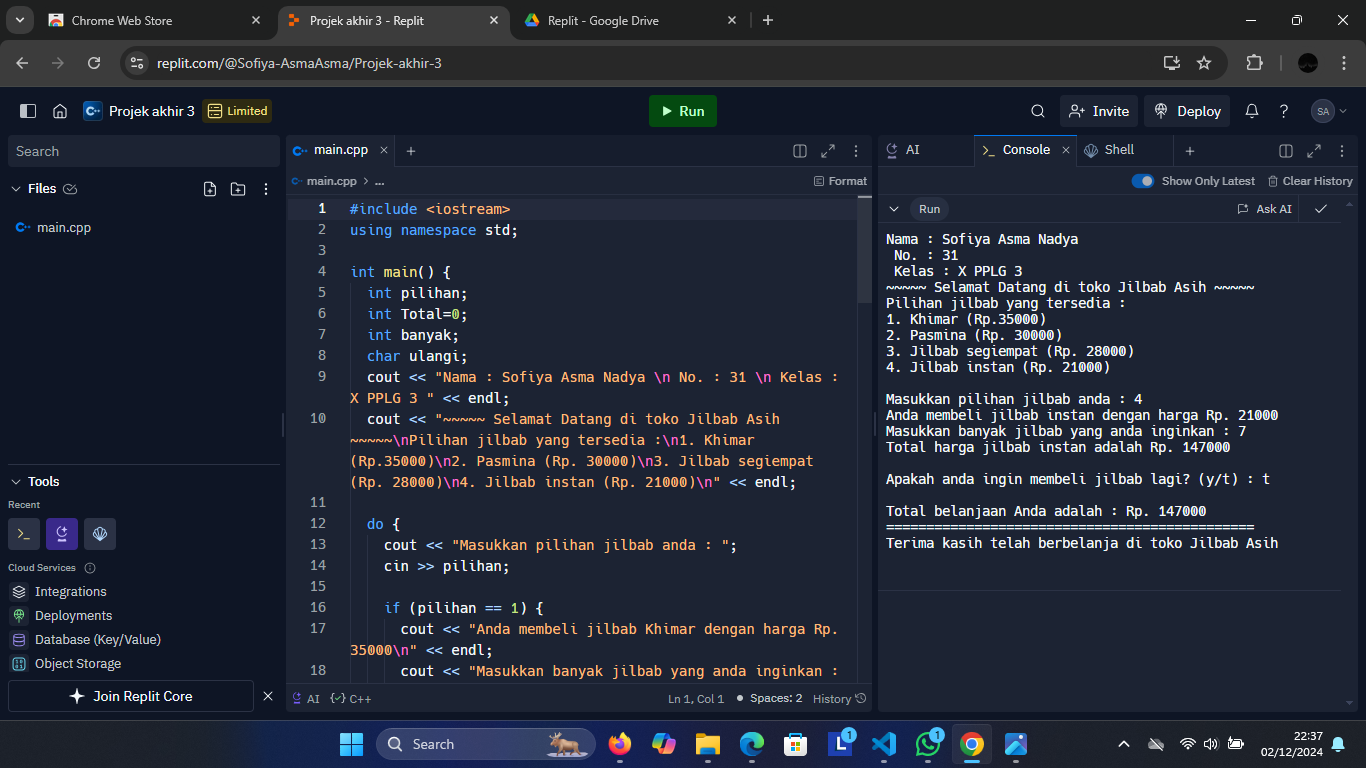 Chrome Web Store
Projek akhir 3 - Replit
Replit - Google Drive
replit.com/@Sofiya-AsmaAsma/Projek-akhir-3
Projek akhir 3
Limited
Run
Invite
Deploy
SA
Search
Files
main.cpp
Tools
Recent
Cloud Services
Integrations
Deployments
Database (Key/Value)
Object Storage
Join Replit Core
main.cpp
main.cpp > ...
Format
1 #include <iostream>
2 using namespace std;
3
4 int main() {
5 int pilihan;
6 int Total=0;
7 int banyak;
8 char ulangi;
9 cout << "Nama : Sofiya Asma Nadya \n No. : 31 \n Kelas :
X PPLG 3 " << endl;
10 cout << "~~~~~ Selamat Datang di toko Jilbab Asih
~~~~~\nPilihan jilbab yang tersedia :\n1. Khimar
(Rp.35000)\n2. Pasmina (Rp. 30000)\n3. Jilbab segiempat
(Rp. 28000)\n4. Jilbab instan (Rp. 21000)\n" << endl;
11
12 do {
13 cout << "Masukkan pilihan jilbab anda : ";
14 cin >> pilihan;
15
16 if (pilihan == 1) {
17 cout << "Anda membeli jilbab Khimar dengan harga Rp.
35000\n" << endl;
18 cout << "Masukkan banyak jilbab yang anda inginkan :
AI
C++
Ln 1, Col 1
Spaces: 2
History
AI
Console
Shell
Show Only Latest
Clear History
Run
Ask AI
Nama : Sofiya Asma Nadya
No. : 31
Kelas : X PPLG 3
~~~~~ Selamat Datang di toko Jilbab Asih ~~~~~
Pilihan jilbab yang tersedia :
1. Khimar (Rp.35000)
2. Pasmina (Rp. 30000)
3. Jilbab segiempat (Rp. 28000)
4. Jilbab instan (Rp. 21000)
Masukkan pilihan jilbab anda : 4
Anda membeli jilbab instan dengan harga Rp. 21000
Masukkan banyak jilbab yang anda inginkan : 7
Total harga jilbab instan adalah Rp. 147000
Apakah anda ingin membeli jilbab lagi? (y/t) : t
Total belanjaan Anda adalah : Rp. 147000
==============================================
Terima kasih telah berbelanja di toko Jilbab Asih
Search
L
1
1
22:37
02/12/2024